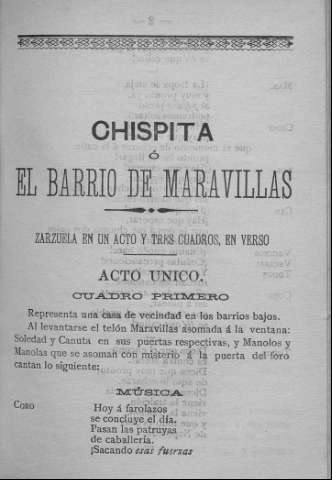 CHISPITA
Ó
EL BARRIO DE MARAVILLAS
ZARZUELA EN UN ACTO Y TRES CUADROS, EN VERSO
ACTO UNICO.
CUADRO PRIMERO
Representa una casa de vecindad en los barrios bajos.
Al levantarse el telón Maravillas asomada á la ventana:
Soledad y Canuta en sus puertas respectivas, y Manolos y
Manolas que se asoman con misterio á la puerta del foro
cantan lo siguiente:
MÚSICA
CORO Hoy á farolazos
se concluye el día.
Pasan las patruyas
de caballería.
¡Sacando esas fuerzas